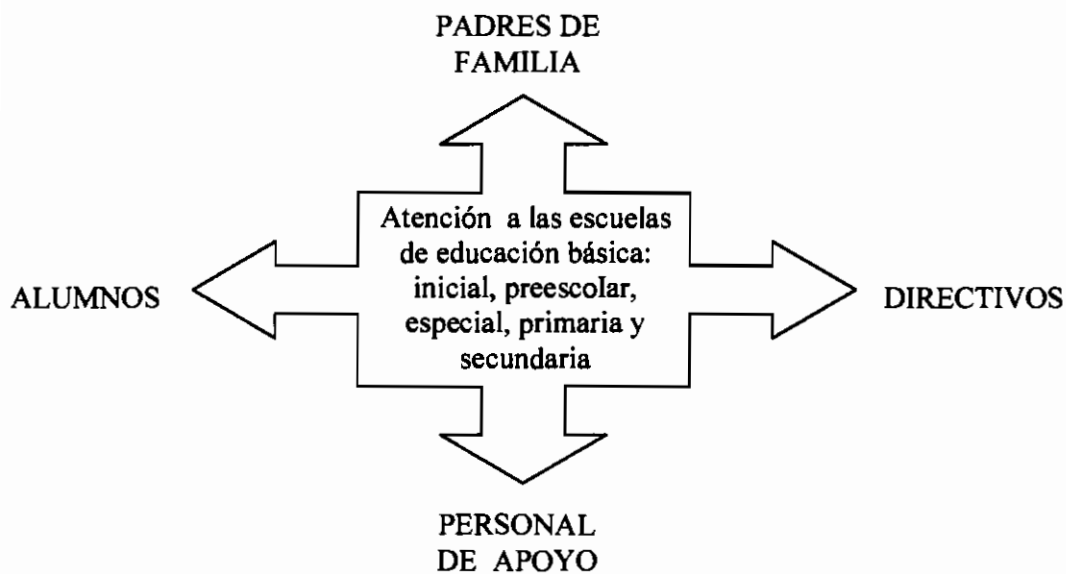 PADRES DE
FAMILIA
Atención a las escuelas
de educación básica:
inicial, preescolar,
especial, primaria y
secundaria
ALUMNOS
DIRECTIVOS
PERSONAL
DE APOYO